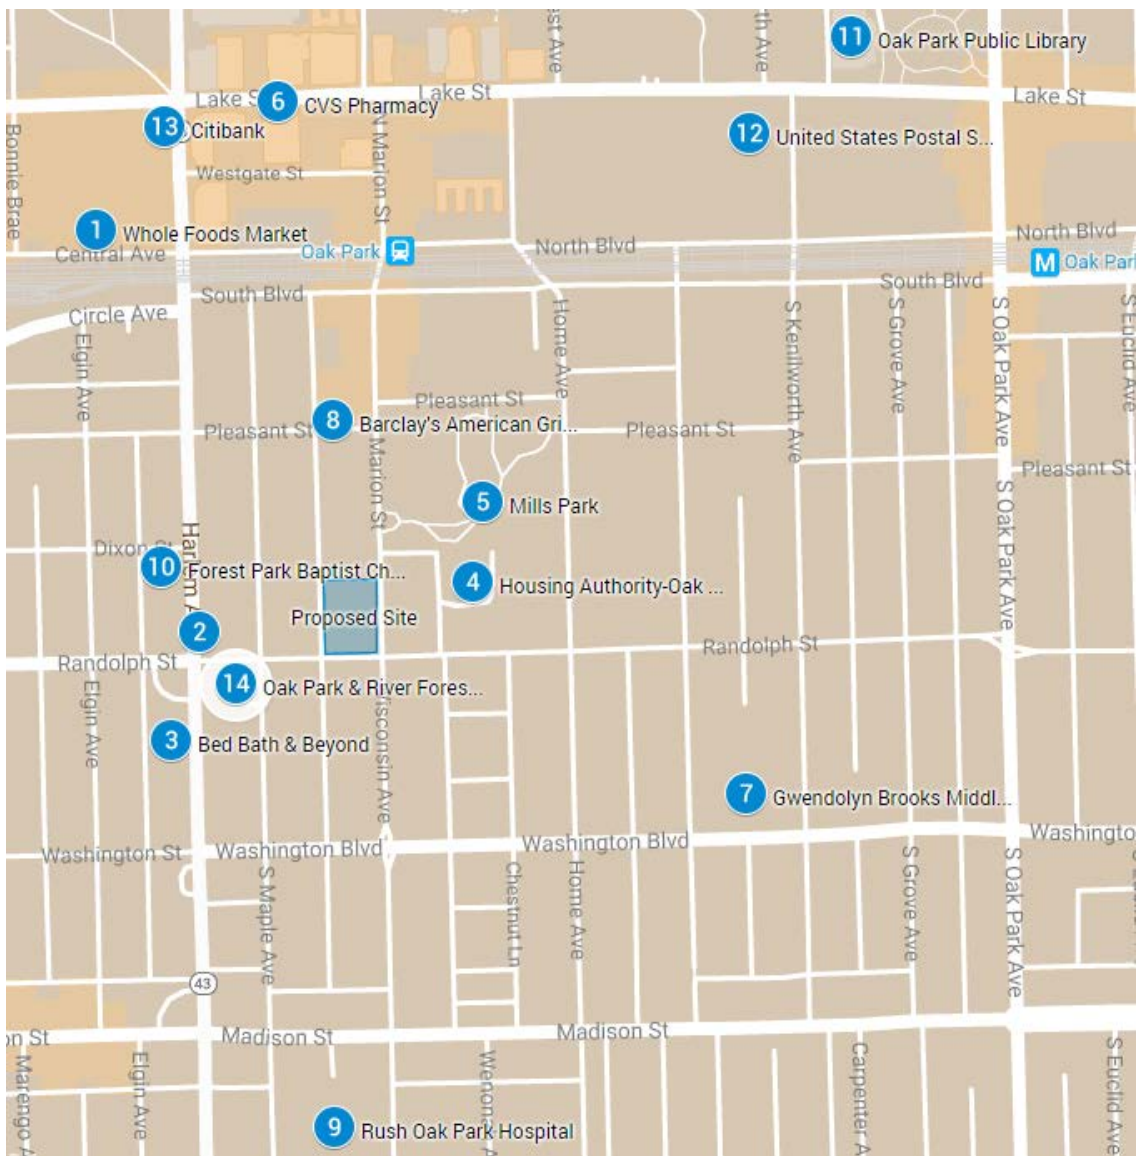 11 Oak Park Public Library
Lake St
6 CVS Pharmacy
Lake St
Lake St
13 Citibank
12 United States Postal S...
Bonnie Brae
N Marion St
Westgate St
1 Whole Foods Market
Central Ave
Oak Park
North Blvd
North Blvd
M Oak Park
South Blvd
South Blvd
Circle Ave
Elgin Ave
Home Ave
S Kenilworth Ave
S Grove Ave
S Oak Park Ave
S Euclid Ave
Pleasant St
8 Barclay's American Gri...
Pleasant St
Pleasant St
Marion St
Pleasant St
5 Mills Park
S Oak Park Ave
Dixon St
10 Forest Park Baptist Ch...
4 Housing Authority-Oak ...
Proposed Site
2
Randolph St
Randolph St
14 Oak Park & River Fores...
Elgin Ave
3 Bed Bath & Beyond
Wisconsin Ave
7 Gwendolyn Brooks Middl...
Washington St
Washington Blvd
Washington Blvd
Washingto
S Maple Ave
Chestnut Ln
Home Ave
S Grove Ave
S Oak Park Ave
43
on St
Madison St
Madison St
Marengo A
Elgin Ave
Wenona A
Carpenter A
S Euclid Ave
9 Rush Oak Park Hospital